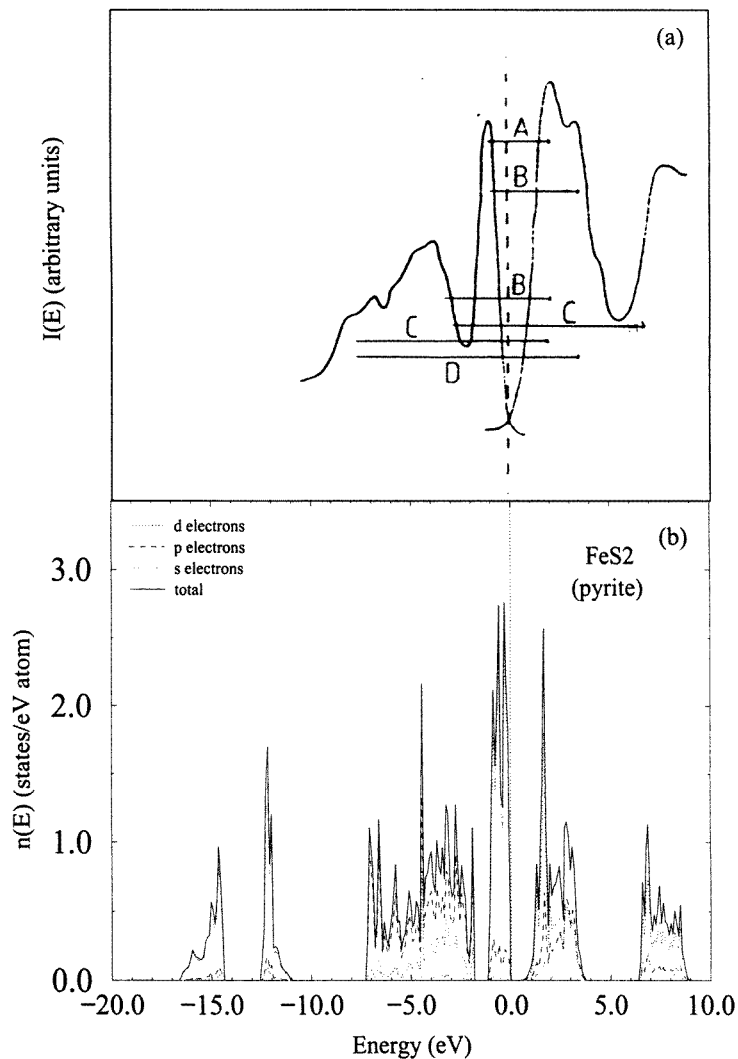 (a)
I(E) (arbitrary units)
A
B
B
C
C
D
(b)
d electrons
p electrons
s electrons
total
FeS2
(pyrite)
n(E) (states/eV atom)
3.0
2.0
1.0
0.0
−20.0 −15.0 −10.0 −5.0 0.0 5.0 10.0
Energy (eV)